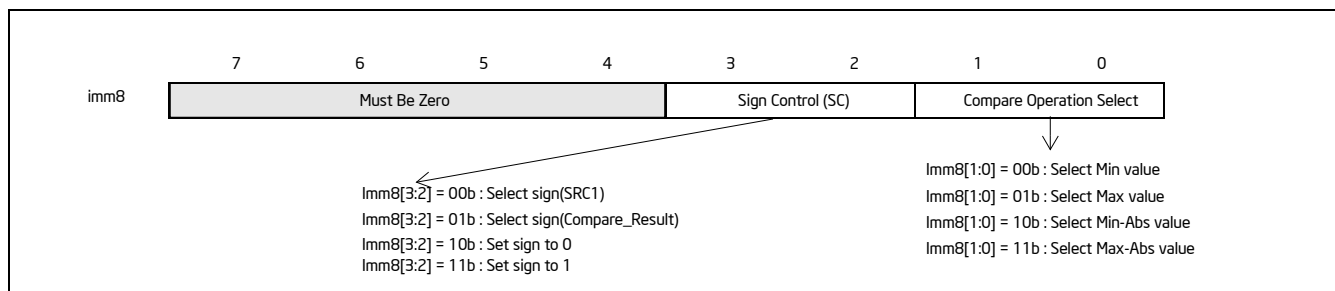 7 6 5 4 3 2 1 0
imm8 Must Be Zero Sign Control (SC) Compare Operation Select
Imm8[3:2] = 00b : Select sign(SRC1)
Imm8[3:2] = 01b : Select sign(Compare_Result)
Imm8[3:2] = 10b : Set sign to 0
Imm8[3:2] = 11b : Set sign to 1
Imm8[1:0] = 00b : Select Min value
Imm8[1:0] = 01b : Select Max value
Imm8[1:0] = 10b : Select Min-Abs value
Imm8[1:0] = 11b : Select Max-Abs value